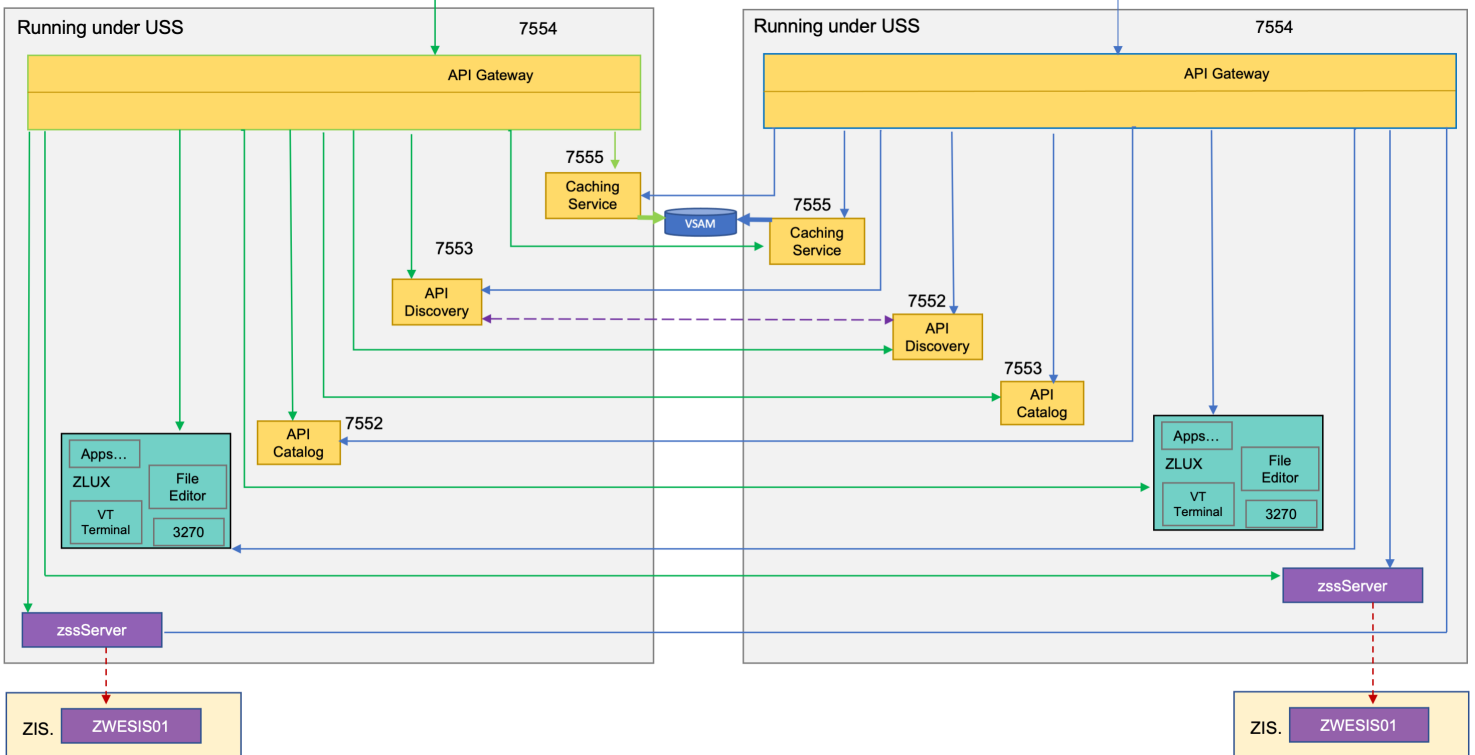 Running under USS
7554
API Gateway
7555
Caching
Service
VSAM
7553
API
Discovery
7552
API
Catalog
Apps...
ZLUX
File
Editor
VT
Terminal
3270
zssServer
ZIS.
ZWESIS01
Running under USS
7554
API Gateway
7555
Caching
Service
7552
API
Discovery
7553
API
Catalog
Apps...
ZLUX
File
Editor
VT
Terminal
3270
zssServer
ZIS.
ZWESIS01